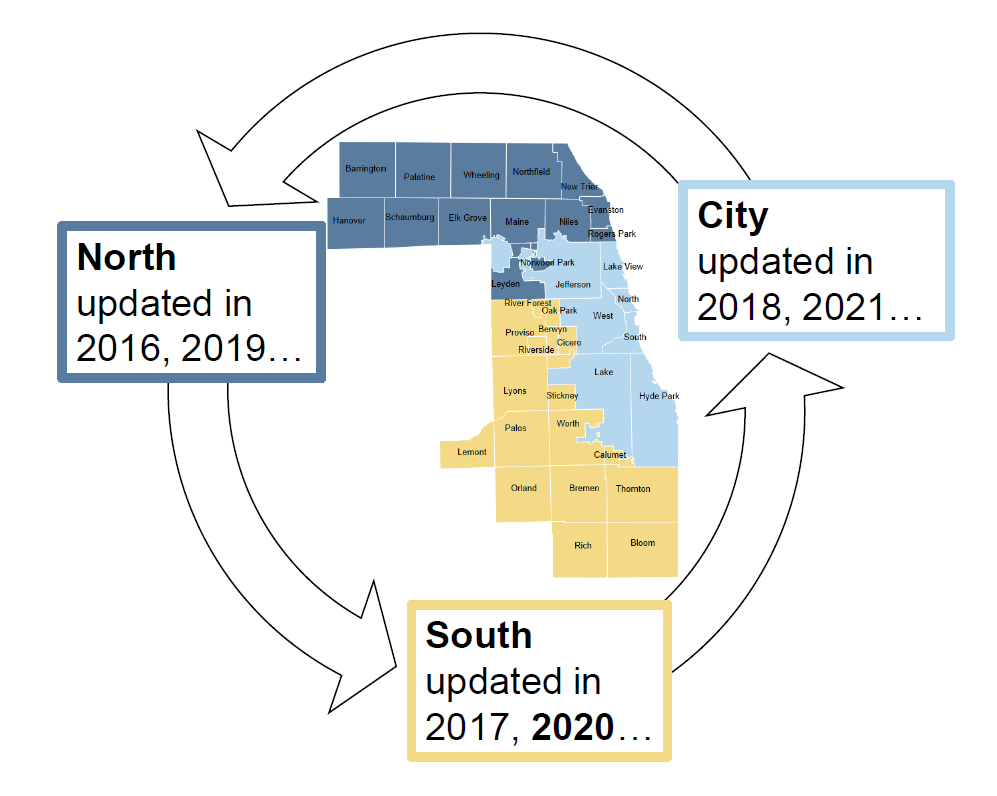 North
updated in
2016, 2019…
City
updated in
2018, 2021…
South
updated in
2017, 2020…
Barrington
Palatine
Wheeling
Northfield
New Trier
Hanover
Schaumburg
Elk Grove
Maine
Niles
Evanston
Rogers Park
Norwood Park
Lake View
Leyden
Jefferson
River Forest
Oak Park
North
West
Proviso
Berwyn
South
Riverside
Cicero
Lake
Lyons
Stickney
Hyde Park
Palos
Worth
Lemont
Calumet
Orland
Bremen
Thornton
Rich
Bloom